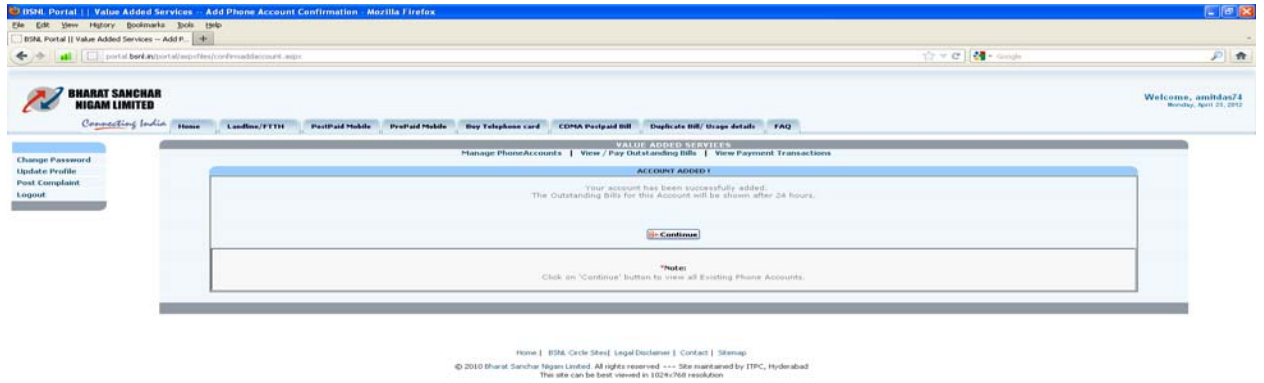 BSNL Portal || Value Added Services -- Add Phone Account Confirmation - Mozilla Firefox
File Edit View History Bookmarks Tools Help
BSNL Portal || Value Added Services -- Add P...
portal.bsnl.in/portal/aspxfiles/confirmaddaccount.aspx
Google
BHARAT SANCHAR
NIGAM LIMITED
Connecting India
Welcome, amitdas74
Monday, April 23, 2012
Home Landline/FTTH PostPaid Mobile PrePaid Mobile Buy Telephone card CDMA Postpaid Bill Duplicate Bill/ Usage details FAQ
VALUE ADDED SERVICES
Manage PhoneAccounts | View / Pay Outstanding Bills | View Payment Transactions
Change Password
Update Profile
Post Complaint
Logout
ACCOUNT ADDED !
Your account has been successfully added.
The Outstanding Bills for this Account will be shown after 24 hours.
Continue
*Note:
Click on 'Continue' button to view all Existing Phone Accounts.
Home | BSNL Circle Sites| Legal Disclaimer | Contact | Sitemap
© 2010 Bharat Sanchar Nigam Limited. All rights reserved --- Site maintained by ITPC, Hyderabad
This site can be best viewed in 1024x768 resolution